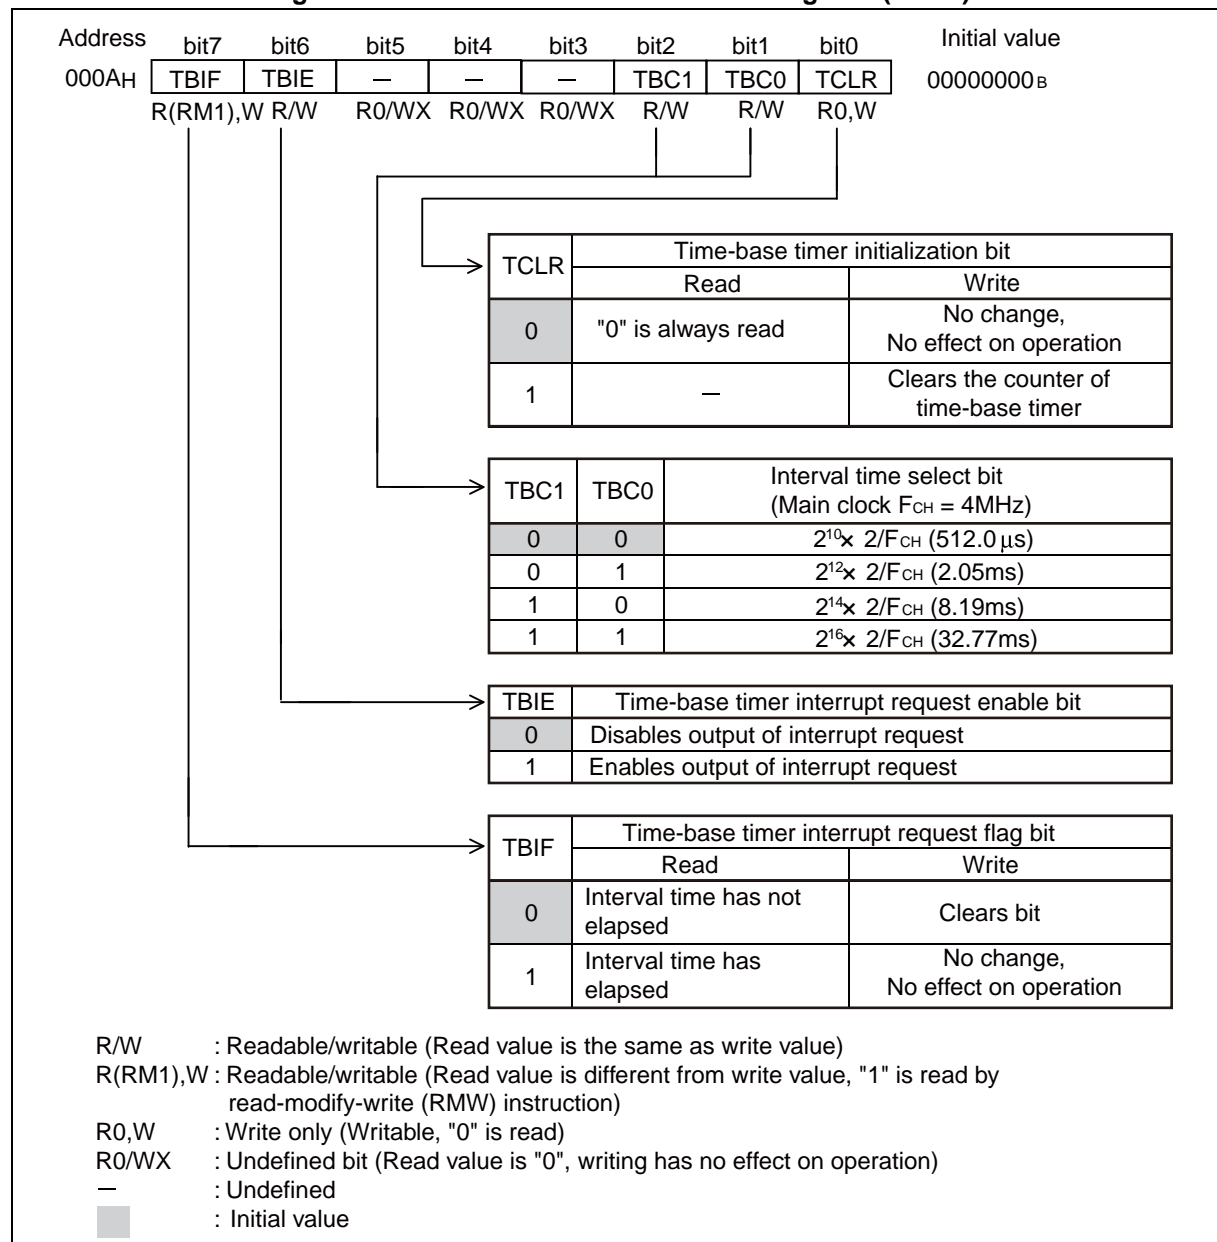 Address bit7 bit6 bit5 bit4 bit3 bit2 bit1 bit0 Initial value
000AH TBIF TBIE — — — TBC1 TBC0 TCLR 00000000B
R(RM1),W R/W R0/WX R0/WX R0/WX R/W R/W R0,W
TCLR Time-base timer initialization bit
Read Write
0 "0" is always read No change,
No effect on operation
1 — Clears the counter of
time-base timer
TBC1 TBC0 Interval time select bit
(Main clock FCH = 4MHz)
0 0 2¹⁰× 2/FCH (512.0 μs)
0 1 2¹²× 2/FCH (2.05ms)
1 0 2¹⁴× 2/FCH (8.19ms)
1 1 2¹⁶× 2/FCH (32.77ms)
TBIE Time-base timer interrupt request enable bit
0 Disables output of interrupt request
1 Enables output of interrupt request
TBIF Time-base timer interrupt request flag bit
Read Write
0 Interval time has not
elapsed Clears bit
1 Interval time has
elapsed No change,
No effect on operation
R/W : Readable/writable (Read value is the same as write value)
R(RM1),W : Readable/writable (Read value is different from write value, "1" is read by
read-modify-write (RMW) instruction)
R0,W : Write only (Writable, "0" is read)
R0/WX : Undefined bit (Read value is "0", writing has no effect on operation)
— : Undefined
: Initial value